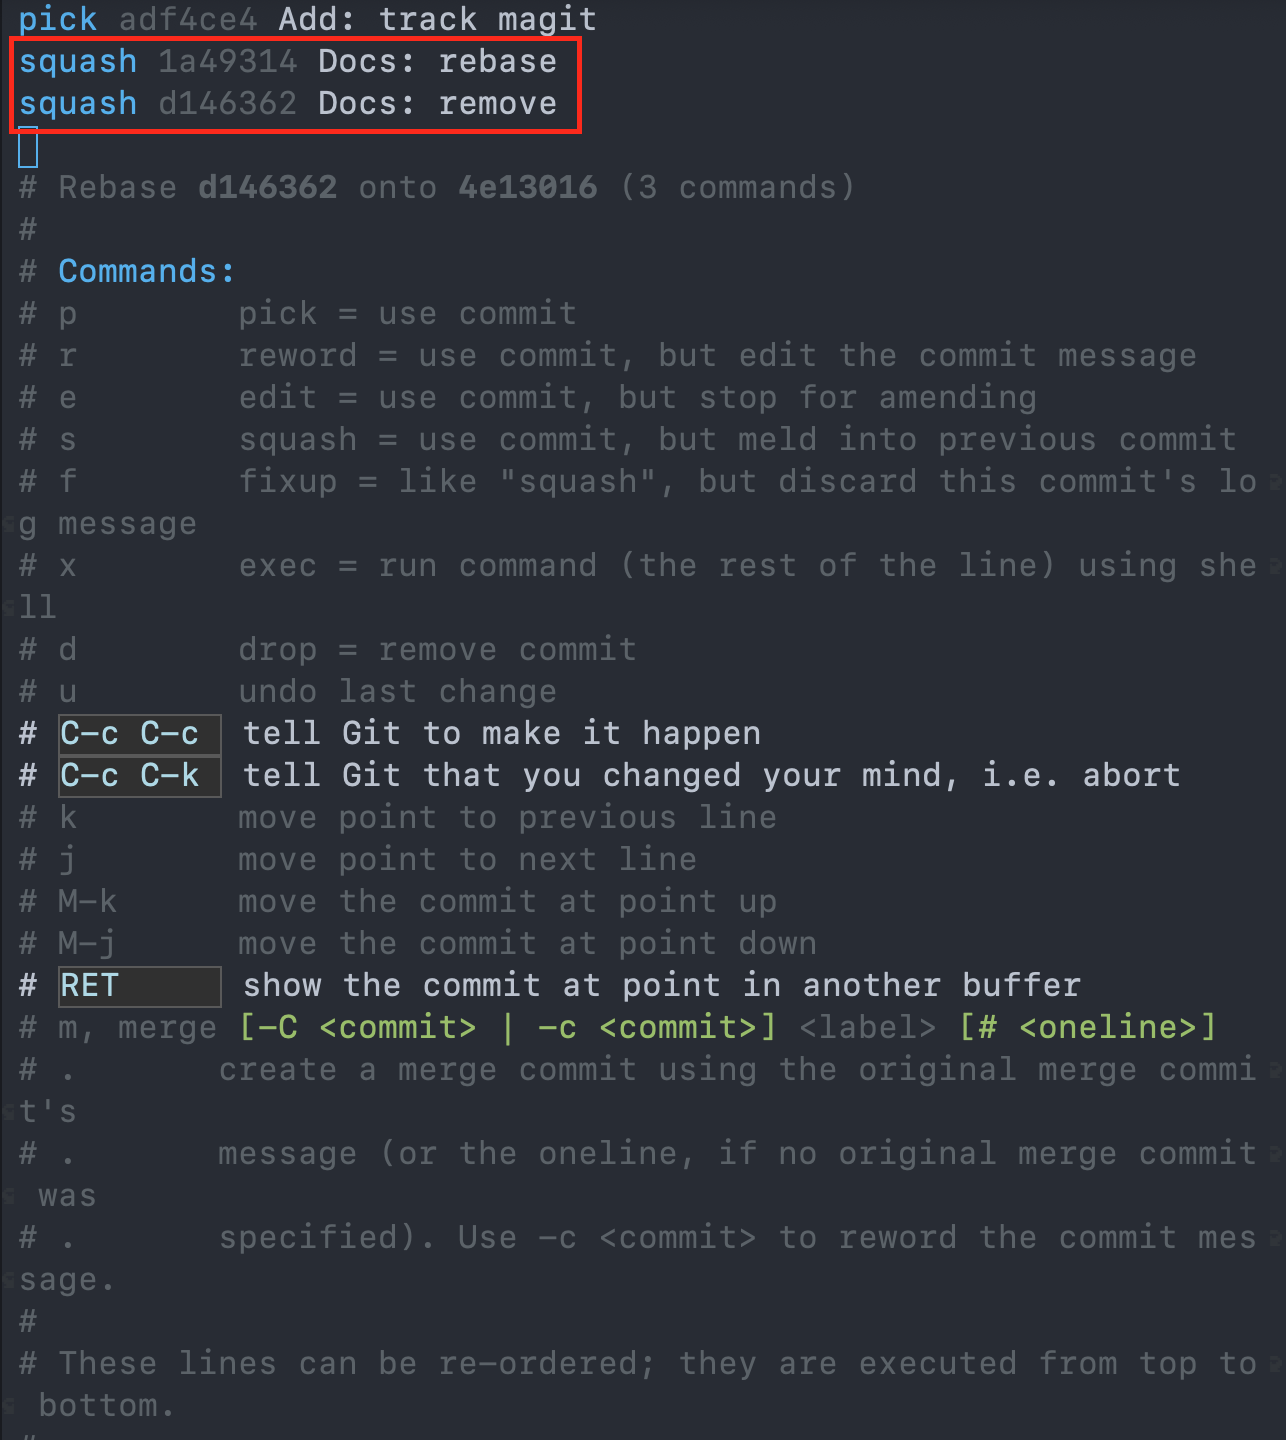 pick adf4ce4 Add: track magit
squash 1a49314 Docs: rebase
squash d146362 Docs: remove
# Rebase d146362 onto 4e13016 (3 commands)
#
# Commands:
# p        pick = use commit
# r        reword = use commit, but edit the commit message
# e        edit = use commit, but stop for amending
# s        squash = use commit, but meld into previous commit
# f        fixup = like "squash", but discard this commit's lo
g message
# x        exec = run command (the rest of the line) using she
ll
# d        drop = remove commit
# u        undo last change
# C-c C-c  tell Git to make it happen
# C-c C-k  tell Git that you changed your mind, i.e. abort
# k        move point to previous line
# j        move point to next line
# M-k      move the commit at point up
# M-j      move the commit at point down
# RET      show the commit at point in another buffer
# m, merge [-C <commit> | -c <commit>] <label> [# <oneline>]
# .       create a merge commit using the original merge commi
t's
# .       message (or the oneline, if no original merge commit
was
# .       specified). Use -c <commit> to reword the commit mes
sage.
#
# These lines can be re-ordered; they are executed from top to
bottom.
#